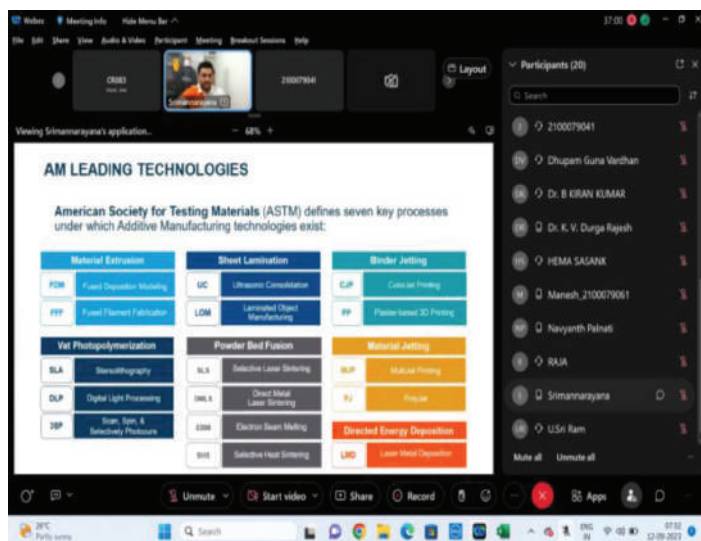 Webex
Meeting Info
Hide Menu Bar
37:00
File Edit Share View Audio & Video Participant Meeting Breakout Sessions Help
CR083
Srimannarayana
2100079041
Layout
Viewing Srimannarayana's application...
68%
AM LEADING TECHNOLOGIES
American Society for Testing Materials (ASTM) defines seven key processes
under which Additive Manufacturing technologies exist:
Material Extrusion
FDM Fused Deposition Modeling
FFF Fused Filament Fabrication
Sheet Lamination
UC Ultrasonic Consolidation
LOM Laminated Object
Manufacturing
Binder Jetting
CJP ColorJet Printing
PP Plaster-based 3D Printing
Vat Photopolymerization
SLA Stereolithography
DLP Digital Light Processing
3SP Scan, Spin, &
Selectively Photocure
Powder Bed Fusion
SLS Selective Laser Sintering
DMLS Direct Metal
Laser Sintering
EBM Electron Beam Melting
SHS Selective Heat Sintering
Material Jetting
MJP MultiJet Printing
PJ PolyJet
Directed Energy Deposition
LMD Laser Metal Deposition
Participants (20)
Search
2100079041
DV Dhupam Guna Vardhan
Dr. B KIRAN KUMAR
Dr. K. V. Durga Rajesh
HS HEMA SASANK
M Manesh_2100079061
NP Navyanth Palnati
R RAJA
S Srimannarayana
U.Sri Ram
Mute all Unmute all
Unmute
Start video
Share
Record
Apps
26°C
Partly sunny
Search
ENG
IN
07:32
12-09-2023